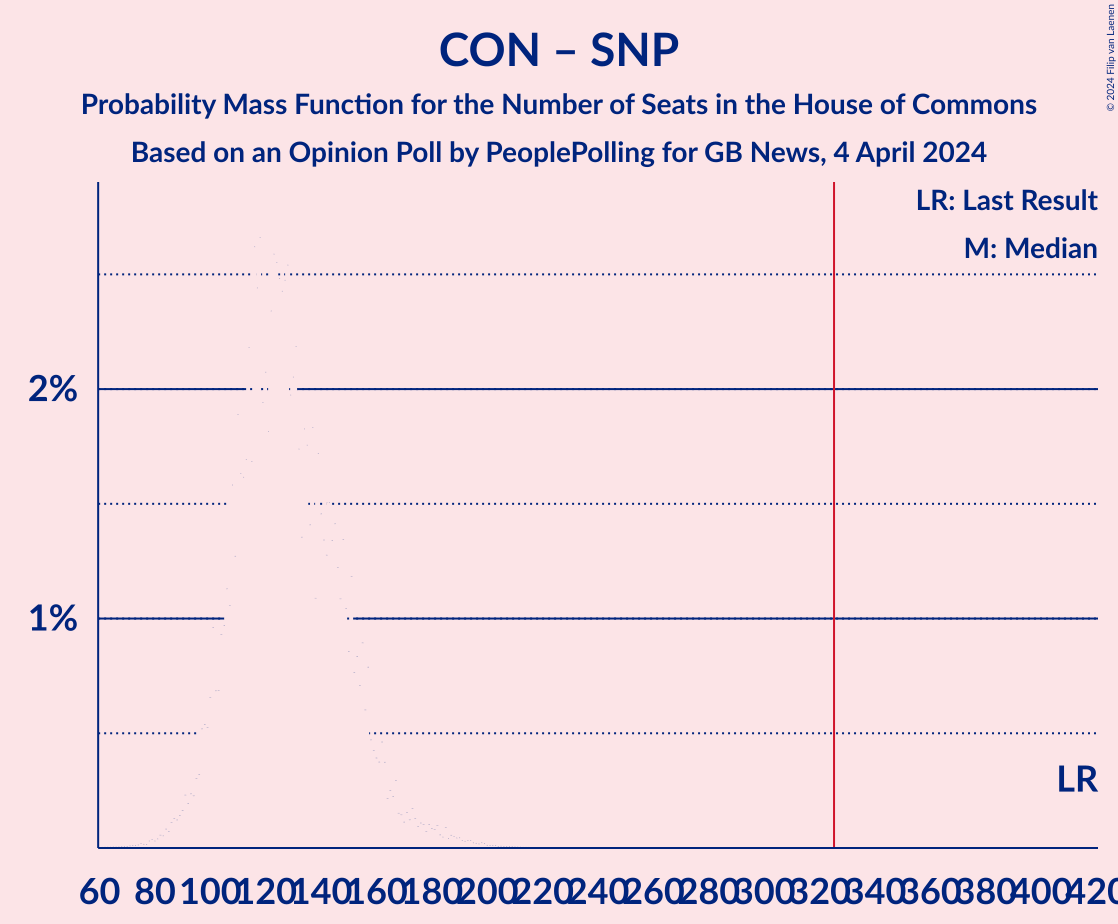 CON – SNP
Probability Mass Function for the Number of Seats in the House of Commons
Based on an Opinion Poll by PeoplePolling for GB News, 4 April 2024
© 2024 Filip van Laenen
LR: Last Result
M: Median
2%
1%
LR
60 80 100 120 140 160 180 200 220 240 260 280 300 320 340 360 380 400 420